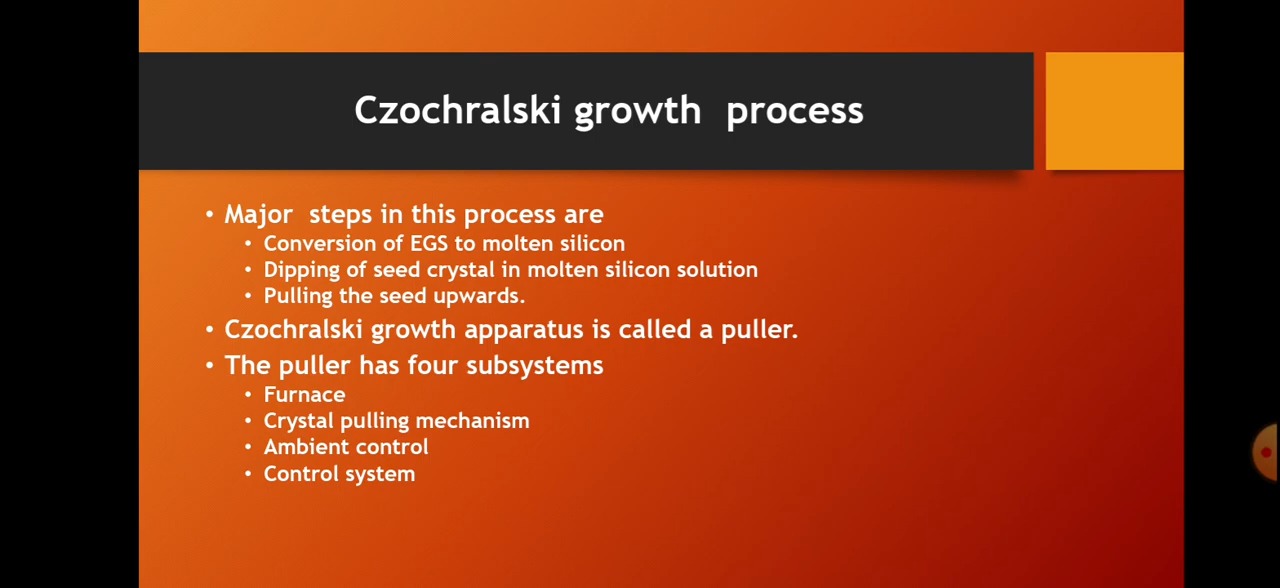 Czochralski growth  process
• Major  steps in this process are
• Conversion of EGS to molten silicon
• Dipping of seed crystal in molten silicon solution
• Pulling the seed upwards.
• Czochralski growth apparatus is called a puller.
• The puller has four subsystems
• Furnace
• Crystal pulling mechanism
• Ambient control
• Control system